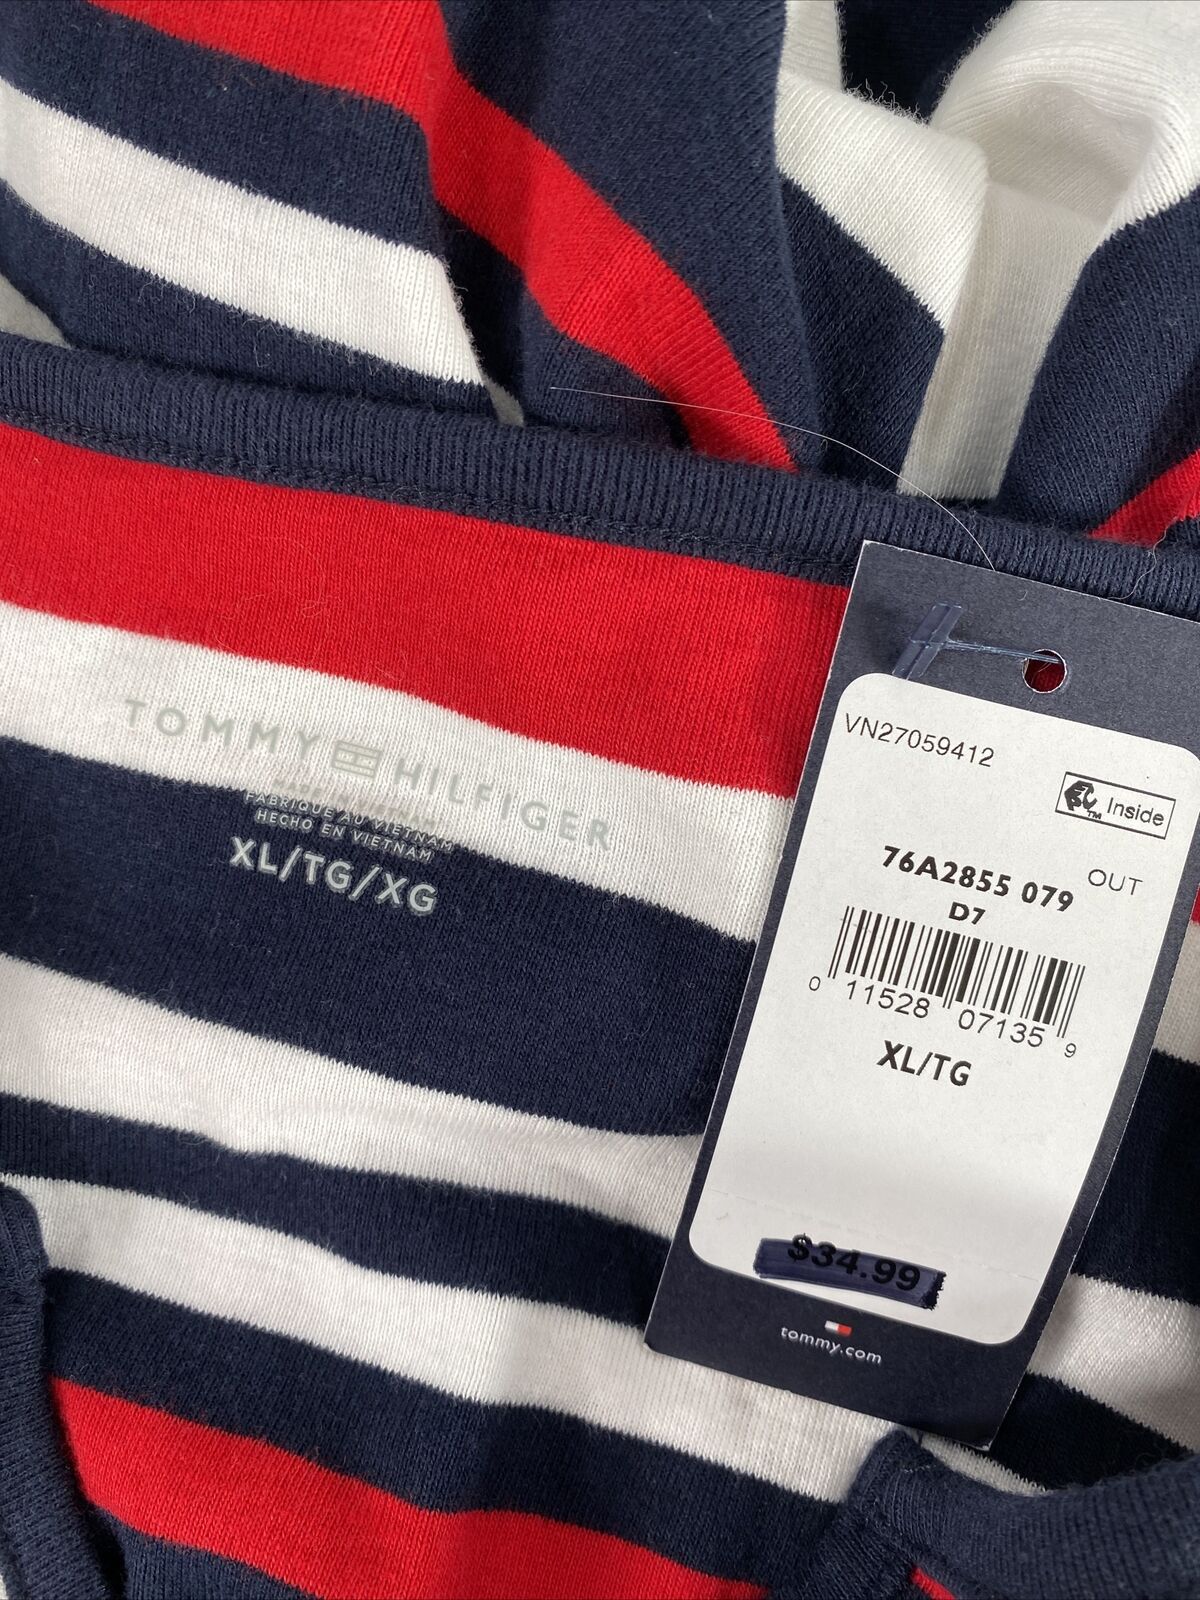 TOMMY HILFIGER
FABRIQUÉ AU VIETNAM
HECHO EN VIETNAM
XL/TG/XG
VN27059412
Inside
OUT
76A2855 079
D7
0 11528 07135 9
XL/TG
$34.99
tommy.com